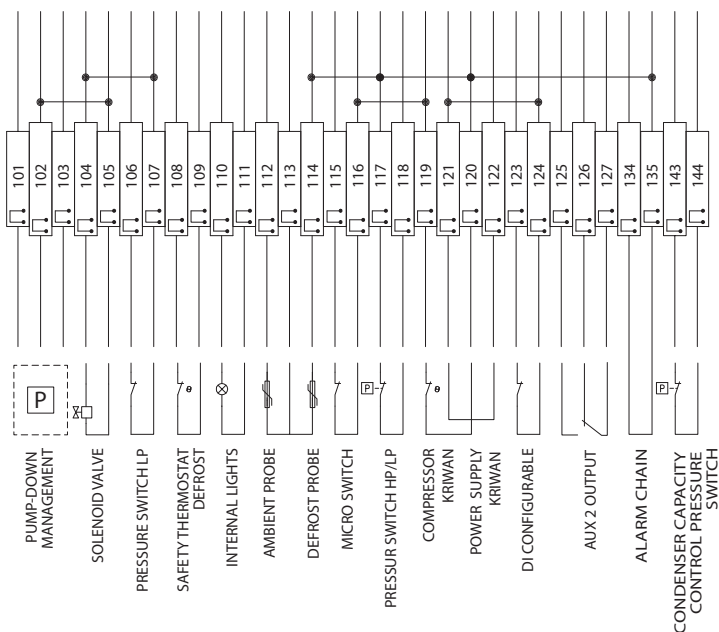 101
102
103
104
105
106
107
108
109
110
111
112
113
114
115
116
117
118
119
121
120
122
123
124
125
126
127
134
135
143
144
P
θ
P
θ
P
PUMP-DOWN
MANAGEMENT
SOLENOID VALVE
PRESSURE SWITCH LP
SAFETY THERMOSTAT
DEFROST
INTERNAL LIGHTS
AMBIENT PROBE
DEFROST PROBE
MICRO SWITCH
PRESSUR SWITCH HP/LP
COMPRESSOR
KRIWAN
POWER SUPPLY
KRIWAN
DI CONFIGURABLE
AUX 2 OUTPUT
ALARM CHAIN
CONDENSER CAPACITY
CONTROL PRESSURE
SWITCH